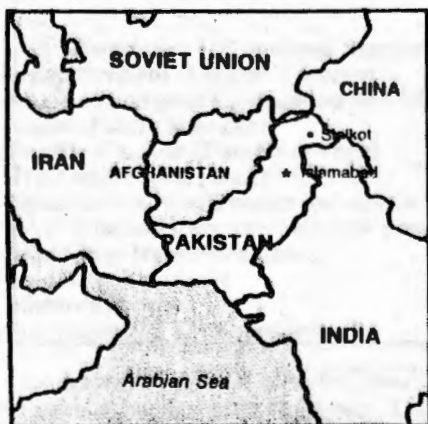 SOVIET UNION
CHINA
Sialkot
IRAN
AFGHANISTAN
Islamabad
PAKISTAN
INDIA
Arabian Sea